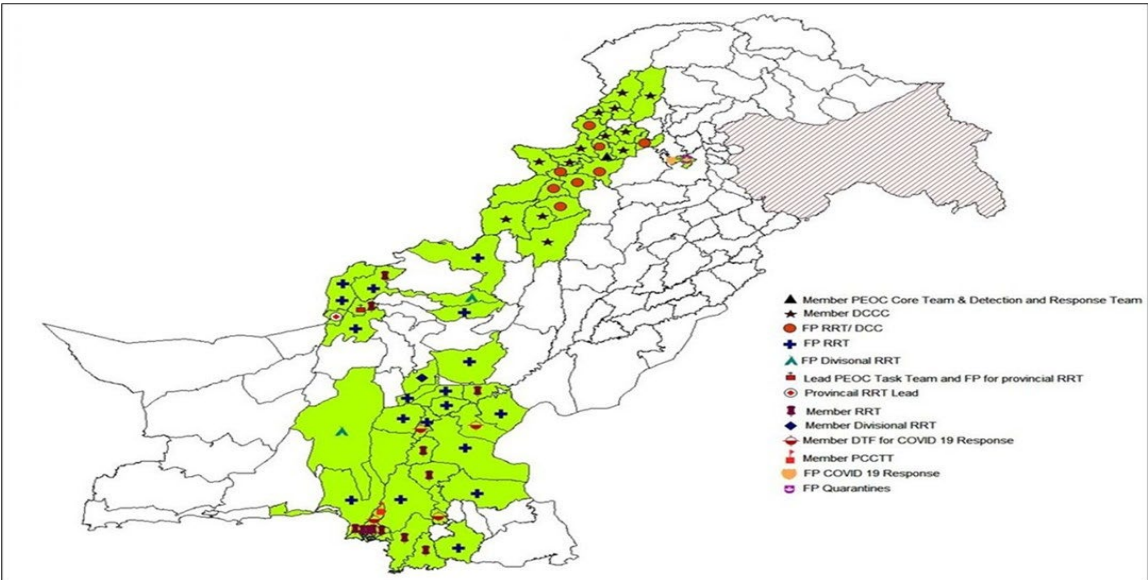 Member PEOC Core Team & Detection and Response Team
Member DCCC
FP RRT/ DCC
FP RRT
FP Divisonal RRT
Lead PEOC Task Team and FP for provincial RRT
Provincail RRT Lead
Member RRT
Member Divisional RRT
Member DTF for COVID 19 Response
Member PCCTT
FP COVID 19 Response
FP Quarantines